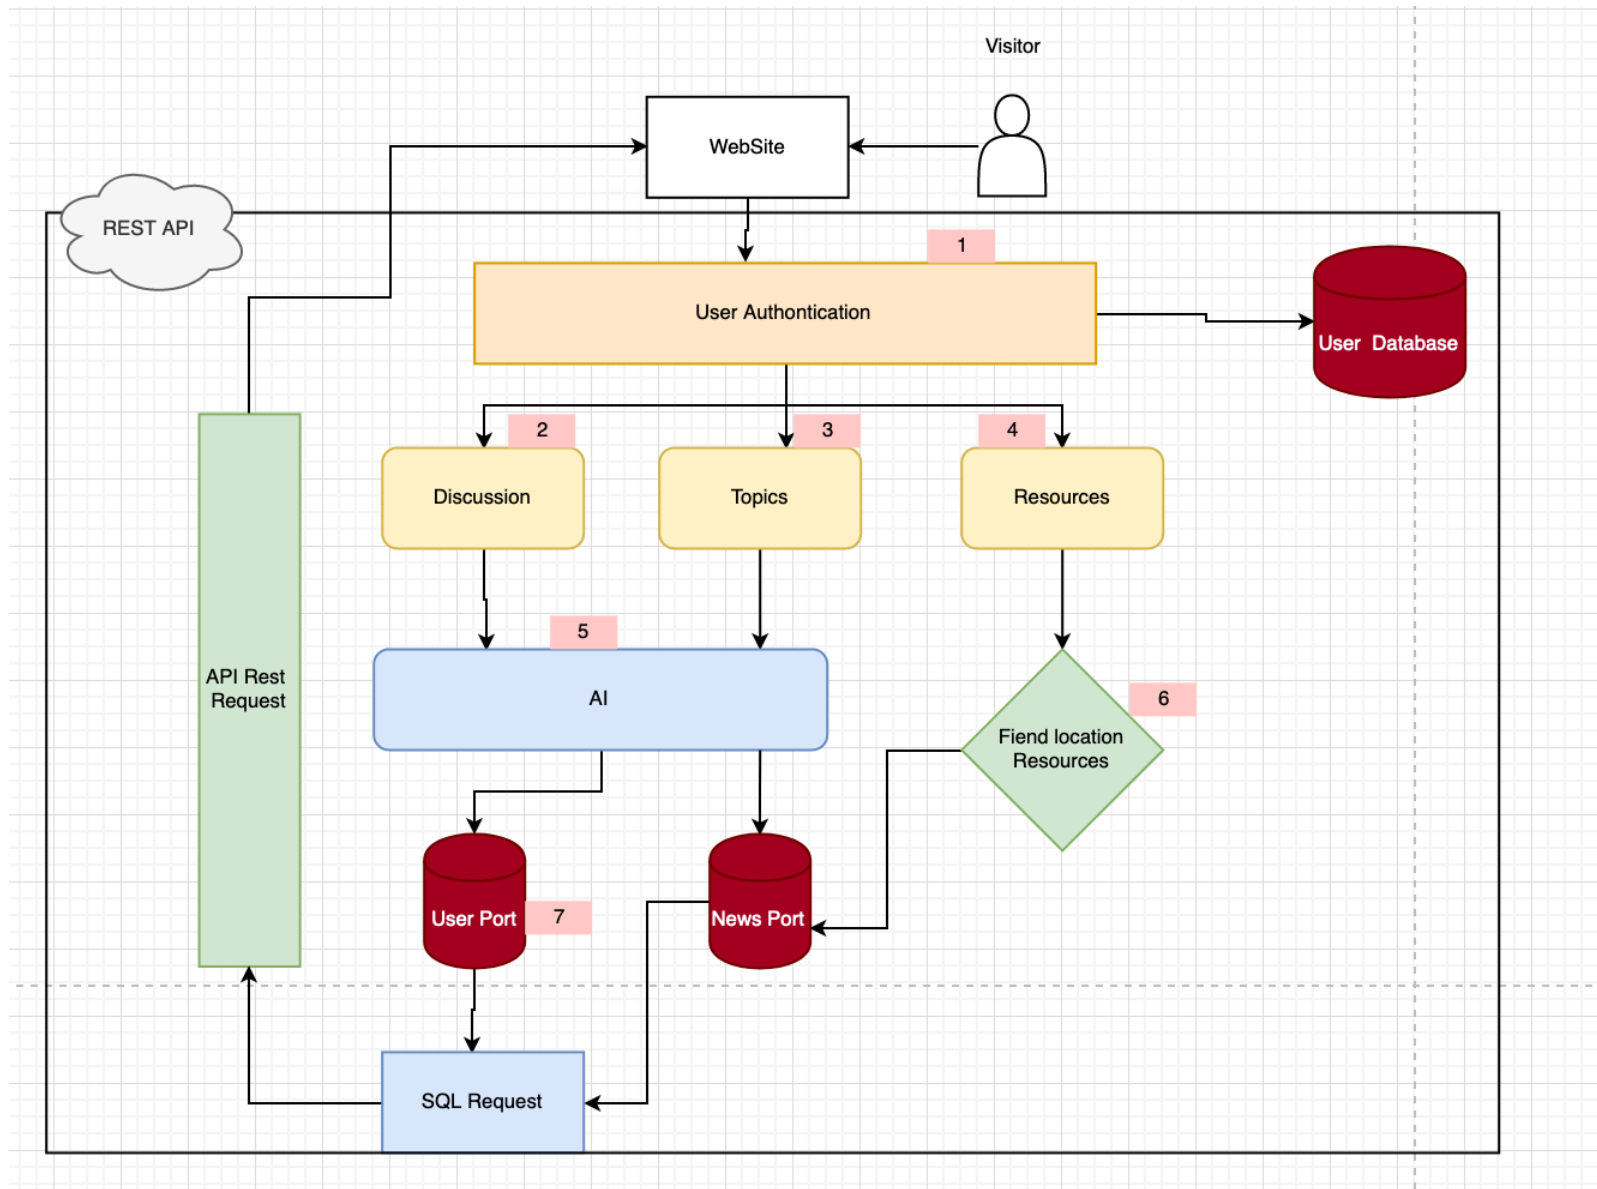 Visitor
WebSite
REST API
1
User Authontication
User Database
2
3
4
Discussion
Topics
Resources
5
AI
6
API Rest
Request
Fiend location
Resources
User Port
7
News Port
SQL Request